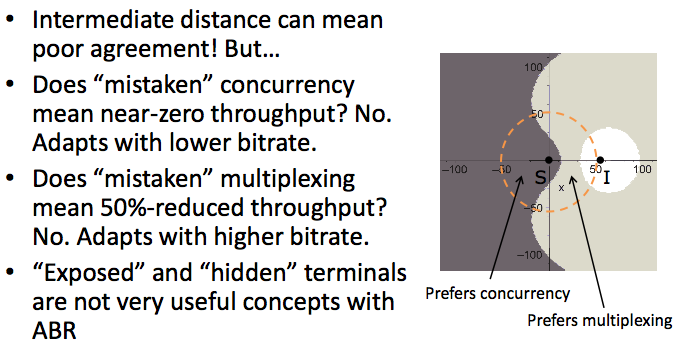 • Intermediate distance can mean
poor agreement! But…
• Does “mistaken” concurrency
mean near-zero throughput? No.
Adapts with lower bitrate.
• Does “mistaken” multiplexing
mean 50%-reduced throughput?
No. Adapts with higher bitrate.
• “Exposed” and “hidden” terminals
are not very useful concepts with
ABR
100
50
−100 −50 50 100
S I
x
−50
−100
Prefers concurrency
Prefers multiplexing